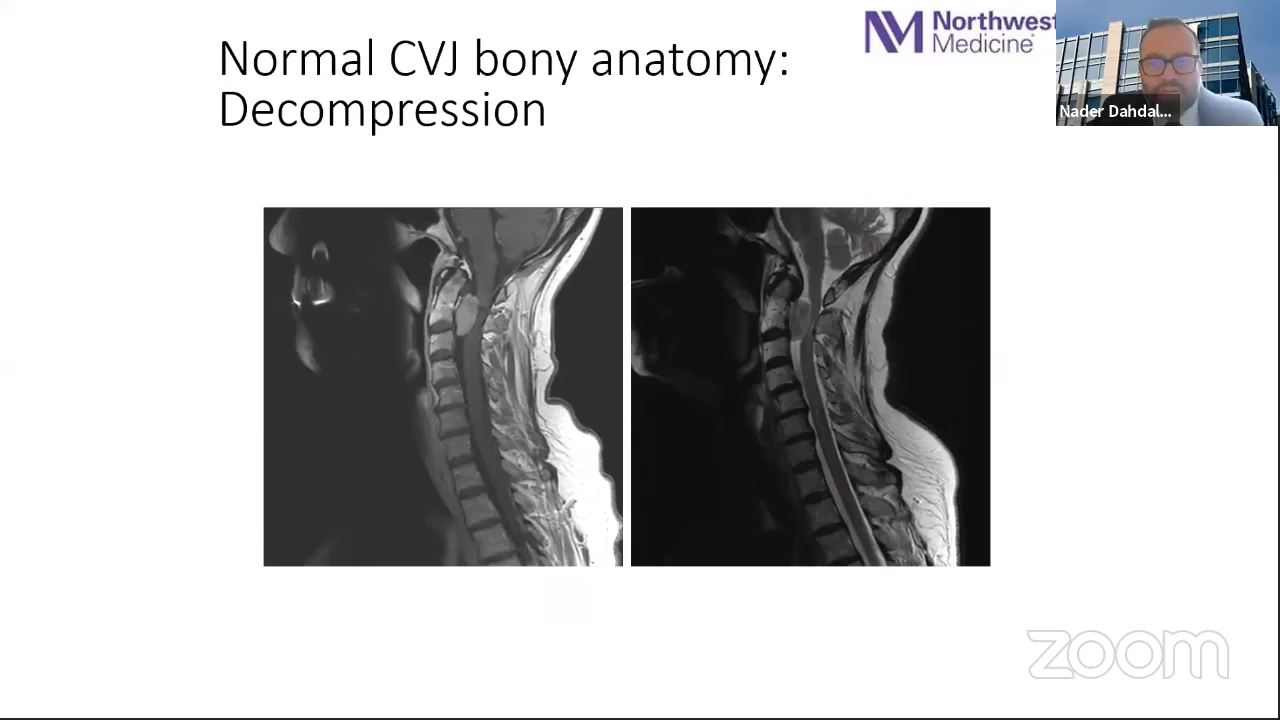 Normal CVJ bony anatomy:
Decompression
Northwest
Medicine
Nader Dahdal...
zoom